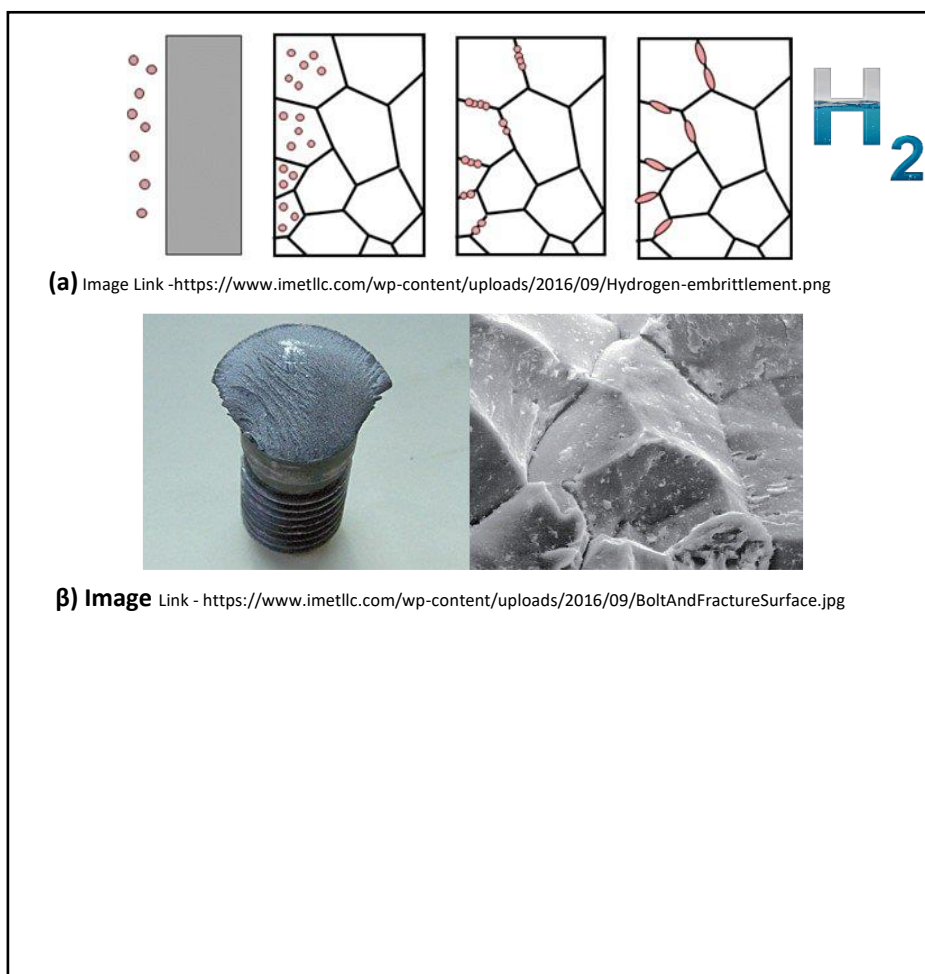 H2
(a) Image Link -https://www.imetllc.com/wp-content/uploads/2016/09/Hydrogen-embrittlement.png
β) Image Link - https://www.imetllc.com/wp-content/uploads/2016/09/BoltAndFractureSurface.jpg